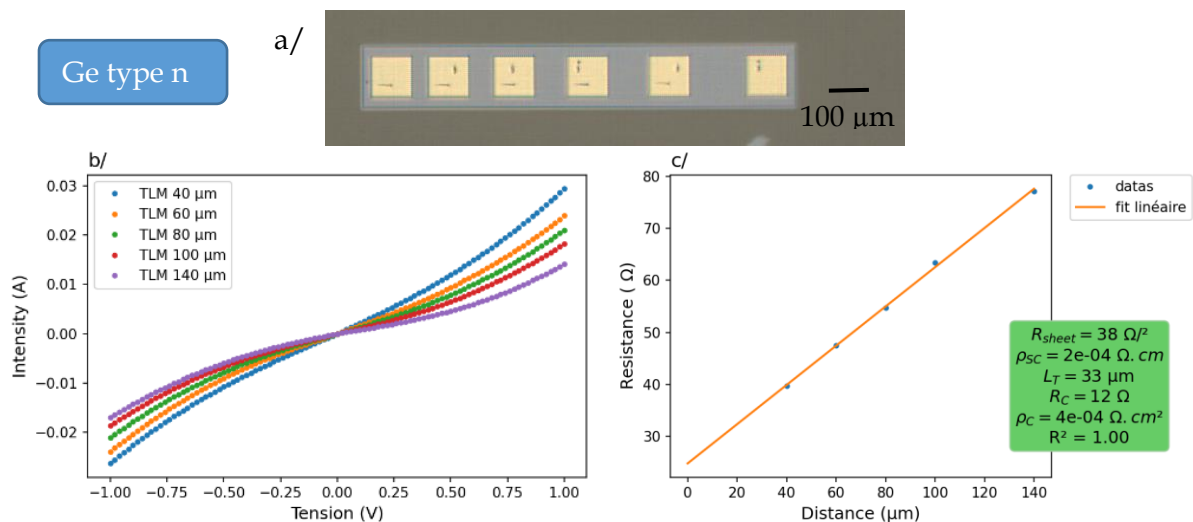 Ge type n
a/
100 µm
b/
Intensity (A)
0.03
0.02
0.01
0.00
−0.01
−0.02
TLM 40 µm
TLM 60 µm
TLM 80 µm
TLM 100 µm
TLM 140 µm
−1.00 −0.75 −0.50 −0.25 0.00 0.25 0.50 0.75 1.00
Tension (V)
c/
Resistance ( Ω)
80
70
60
50
40
30
0 20 40 60 80 100 120 140
Distance (µm)
datas
fit linéaire
R_sheet = 38 Ω/²
ρ_SC = 2e-04 Ω.cm
L_T = 33 µm
R_C = 12 Ω
ρ_C = 4e-04 Ω.cm²
R² = 1.00